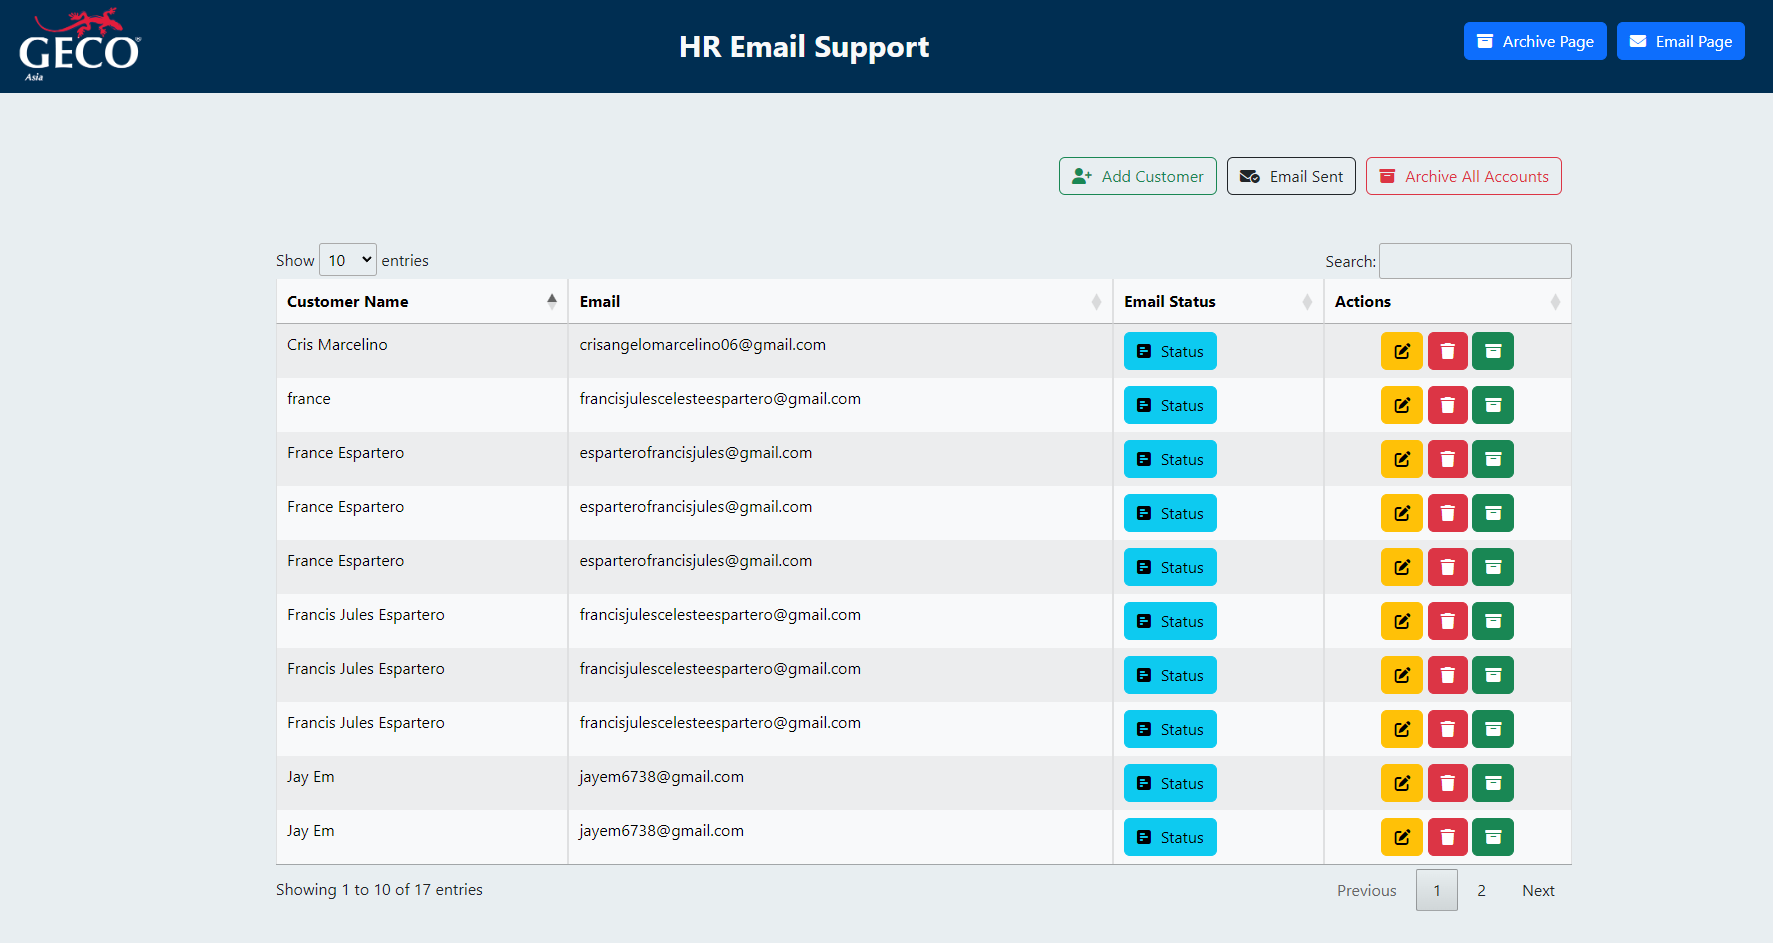 GECO®
Asia
HR Email Support
Archive Page
Email Page
Add Customer
Email Sent
Archive All Accounts
Show 10 entries
Search:
Customer Name Email Email Status Actions
Cris Marcelino crisangelomarcelino06@gmail.com Status
france francisjulescelesteespartero@gmail.com Status
France Espartero esparterofrancisjules@gmail.com Status
France Espartero esparterofrancisjules@gmail.com Status
France Espartero esparterofrancisjules@gmail.com Status
Francis Jules Espartero francisjulescelesteespartero@gmail.com Status
Francis Jules Espartero francisjulescelesteespartero@gmail.com Status
Francis Jules Espartero francisjulescelesteespartero@gmail.com Status
Jay Em jayem6738@gmail.com Status
Jay Em jayem6738@gmail.com Status
Showing 1 to 10 of 17 entries
Previous 1 2 Next